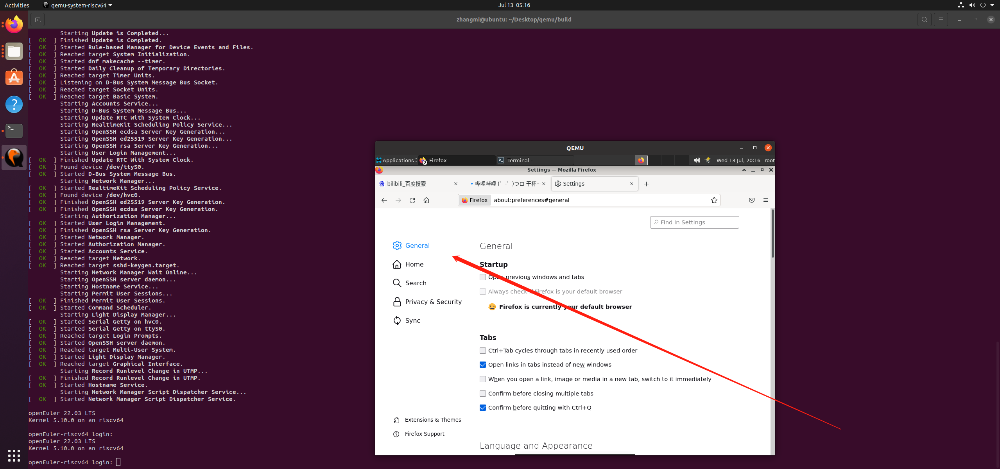 Activities
qemu-system-riscv64
Jul 13 05:16
zhangmi@ubuntu: ~/Desktop/qemu/build
Starting Update is Completed...
[ OK ] Finished Update is Completed.
[ OK ] Started Rule-based Manager for Device Events and Files.
[ OK ] Reached target System Initialization.
[ OK ] Started dnf makecache --timer.
[ OK ] Started Daily Cleanup of Temporary Directories.
[ OK ] Reached target Timer Units.
[ OK ] Listening on D-Bus System Message Bus Socket.
[ OK ] Reached target Socket Units.
[ OK ] Reached target Basic System.
Starting Accounts Service...
Starting D-Bus System Message Bus...
Starting Update RTC With System Clock...
Starting RealtimeKit Scheduling Policy Service...
Starting OpenSSH ecdsa Server Key Generation...
Starting OpenSSH ed25519 Server Key Generation...
Starting OpenSSH rsa Server Key Generation...
Starting User Login Management...
[ OK ] Finished Update RTC With System Clock.
[ OK ] Found device /dev/ttyS0.
[ OK ] Started D-Bus System Message Bus.
Starting Network Manager...
[ OK ] Started RealtimeKit Scheduling Policy Service.
[ OK ] Found device /dev/hvc0.
[ OK ] Finished OpenSSH ed25519 Server Key Generation.
[ OK ] Finished OpenSSH ecdsa Server Key Generation.
Starting Authorization Manager...
[ OK ] Started User Login Management.
[ OK ] Finished OpenSSH rsa Server Key Generation.
[ OK ] Started Network Manager.
[ OK ] Started Authorization Manager.
[ OK ] Started Accounts Service.
[ OK ] Reached target Network.
[ OK ] Reached target sshd-keygen.target.
Starting Network Manager Wait Online...
Starting OpenSSH server daemon...
Starting Hostname Service...
Starting Permit User Sessions...
[ OK ] Finished Permit User Sessions.
[ OK ] Started Command Scheduler.
Starting Light Display Manager...
[ OK ] Started Serial Getty on hvc0.
[ OK ] Started Serial Getty on ttyS0.
[ OK ] Reached target Login Prompts.
[ OK ] Started OpenSSH server daemon.
[ OK ] Reached target Multi-User System.
[ OK ] Started Light Display Manager.
[ OK ] Reached target Graphical Interface.
Starting Record Runlevel Change in UTMP...
[ OK ] Finished Record Runlevel Change in UTMP.
[ OK ] Started Hostname Service.
Starting Network Manager Script Dispatcher Service...
[ OK ] Started Network Manager Script Dispatcher Service.
openEuler 22.03 LTS
Kernel 5.10.0 on an riscv64
openEuler-riscv64 login:
openEuler 22.03 LTS
Kernel 5.10.0 on an riscv64
openEuler-riscv64 login:
QEMU
Applications
2
Firefox
Terminal -
Wed 13 Jul, 20:16
root
Settings — Mozilla Firefox
bilibili_百度搜索
哔哩哔哩 (゜-゜)つロ 干杯~
Settings
Firefox
about:preferences#general
Find in Settings
General
Home
Search
Privacy & Security
Sync
Extensions & Themes
Firefox Support
General
Startup
Open previous windows and tabs
Always check if Firefox is your default browser
Firefox is currently your default browser
Tabs
Ctrl+Tab cycles through tabs in recently used order
Open links in tabs instead of new windows
When you open a link, image or media in a new tab, switch to it immediately
Confirm before closing multiple tabs
Confirm before quitting with Ctrl+Q
Language and Appearance